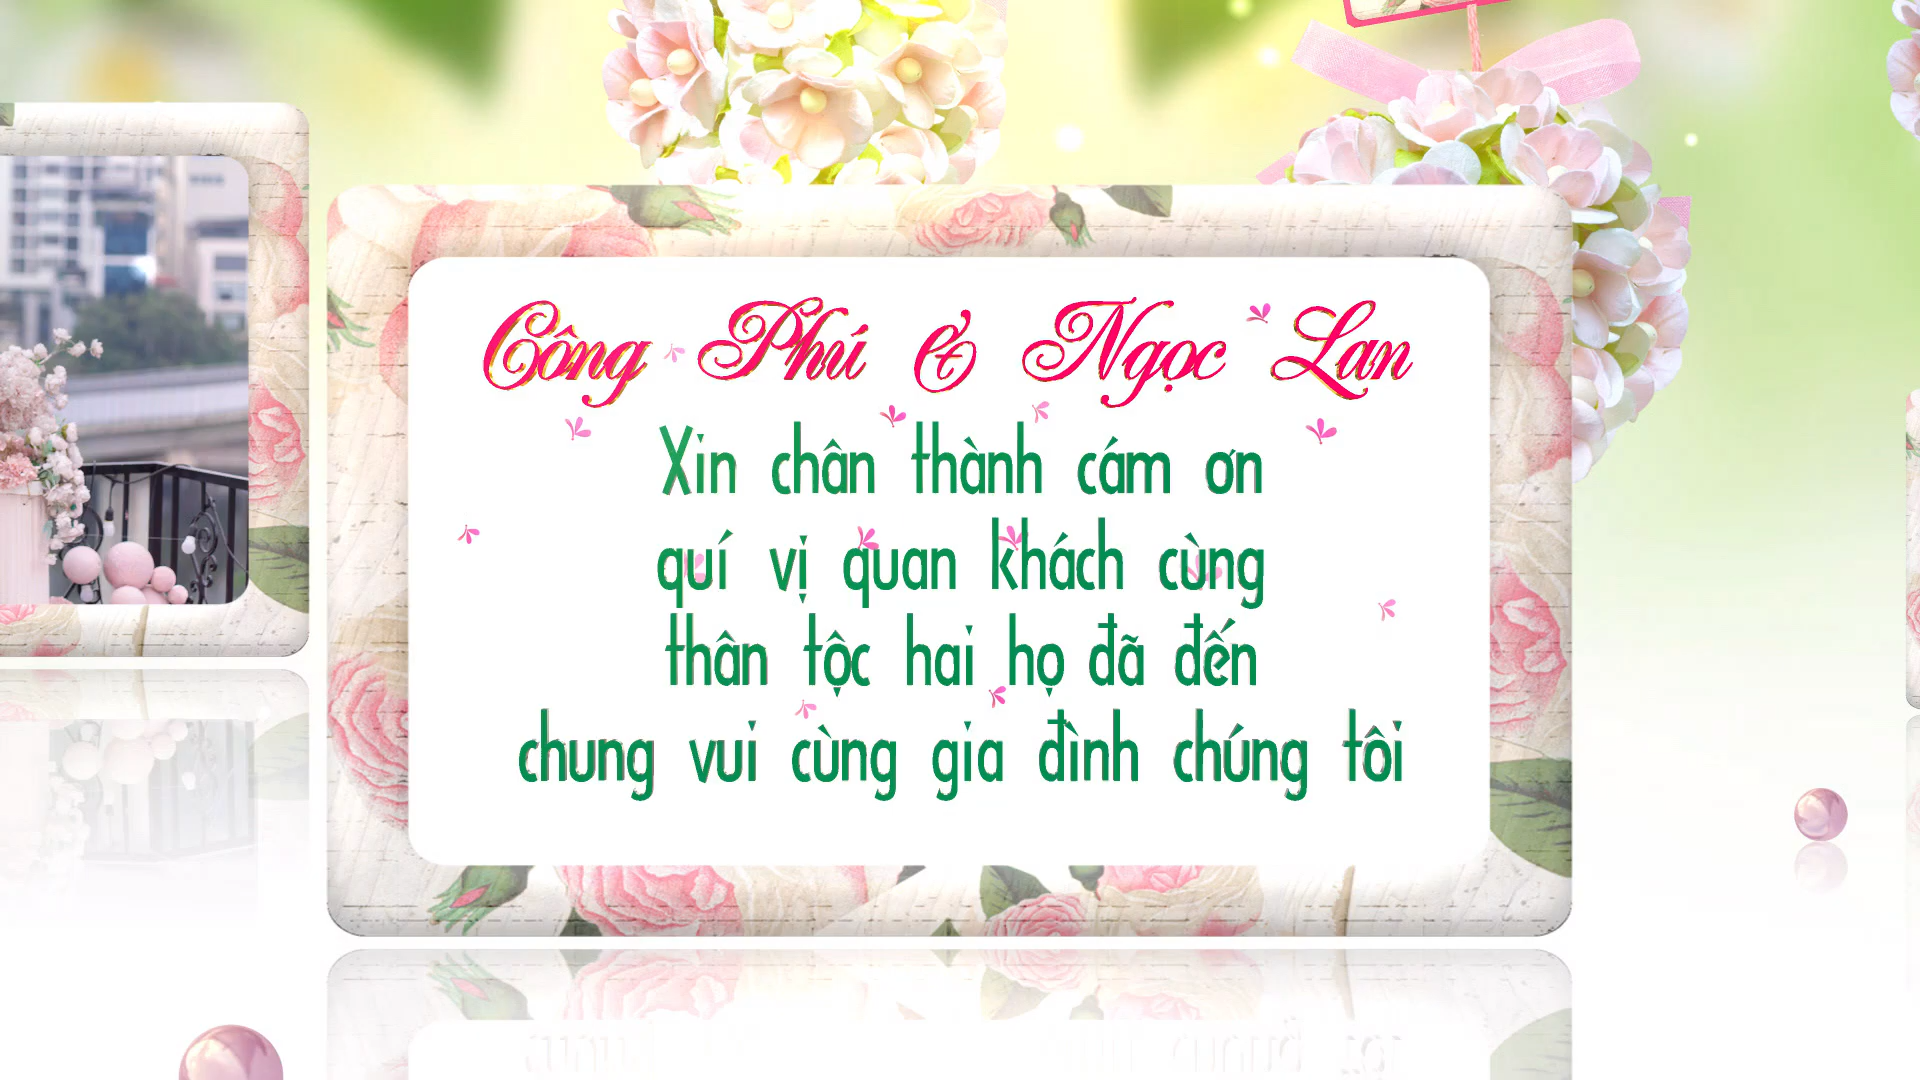 Công Phú & Ngọc Lan
Xin chân thành cám ơn
quí vị quan khách cùng
thân tộc hai họ đã đến
chung vui cùng gia đình chúng tôi